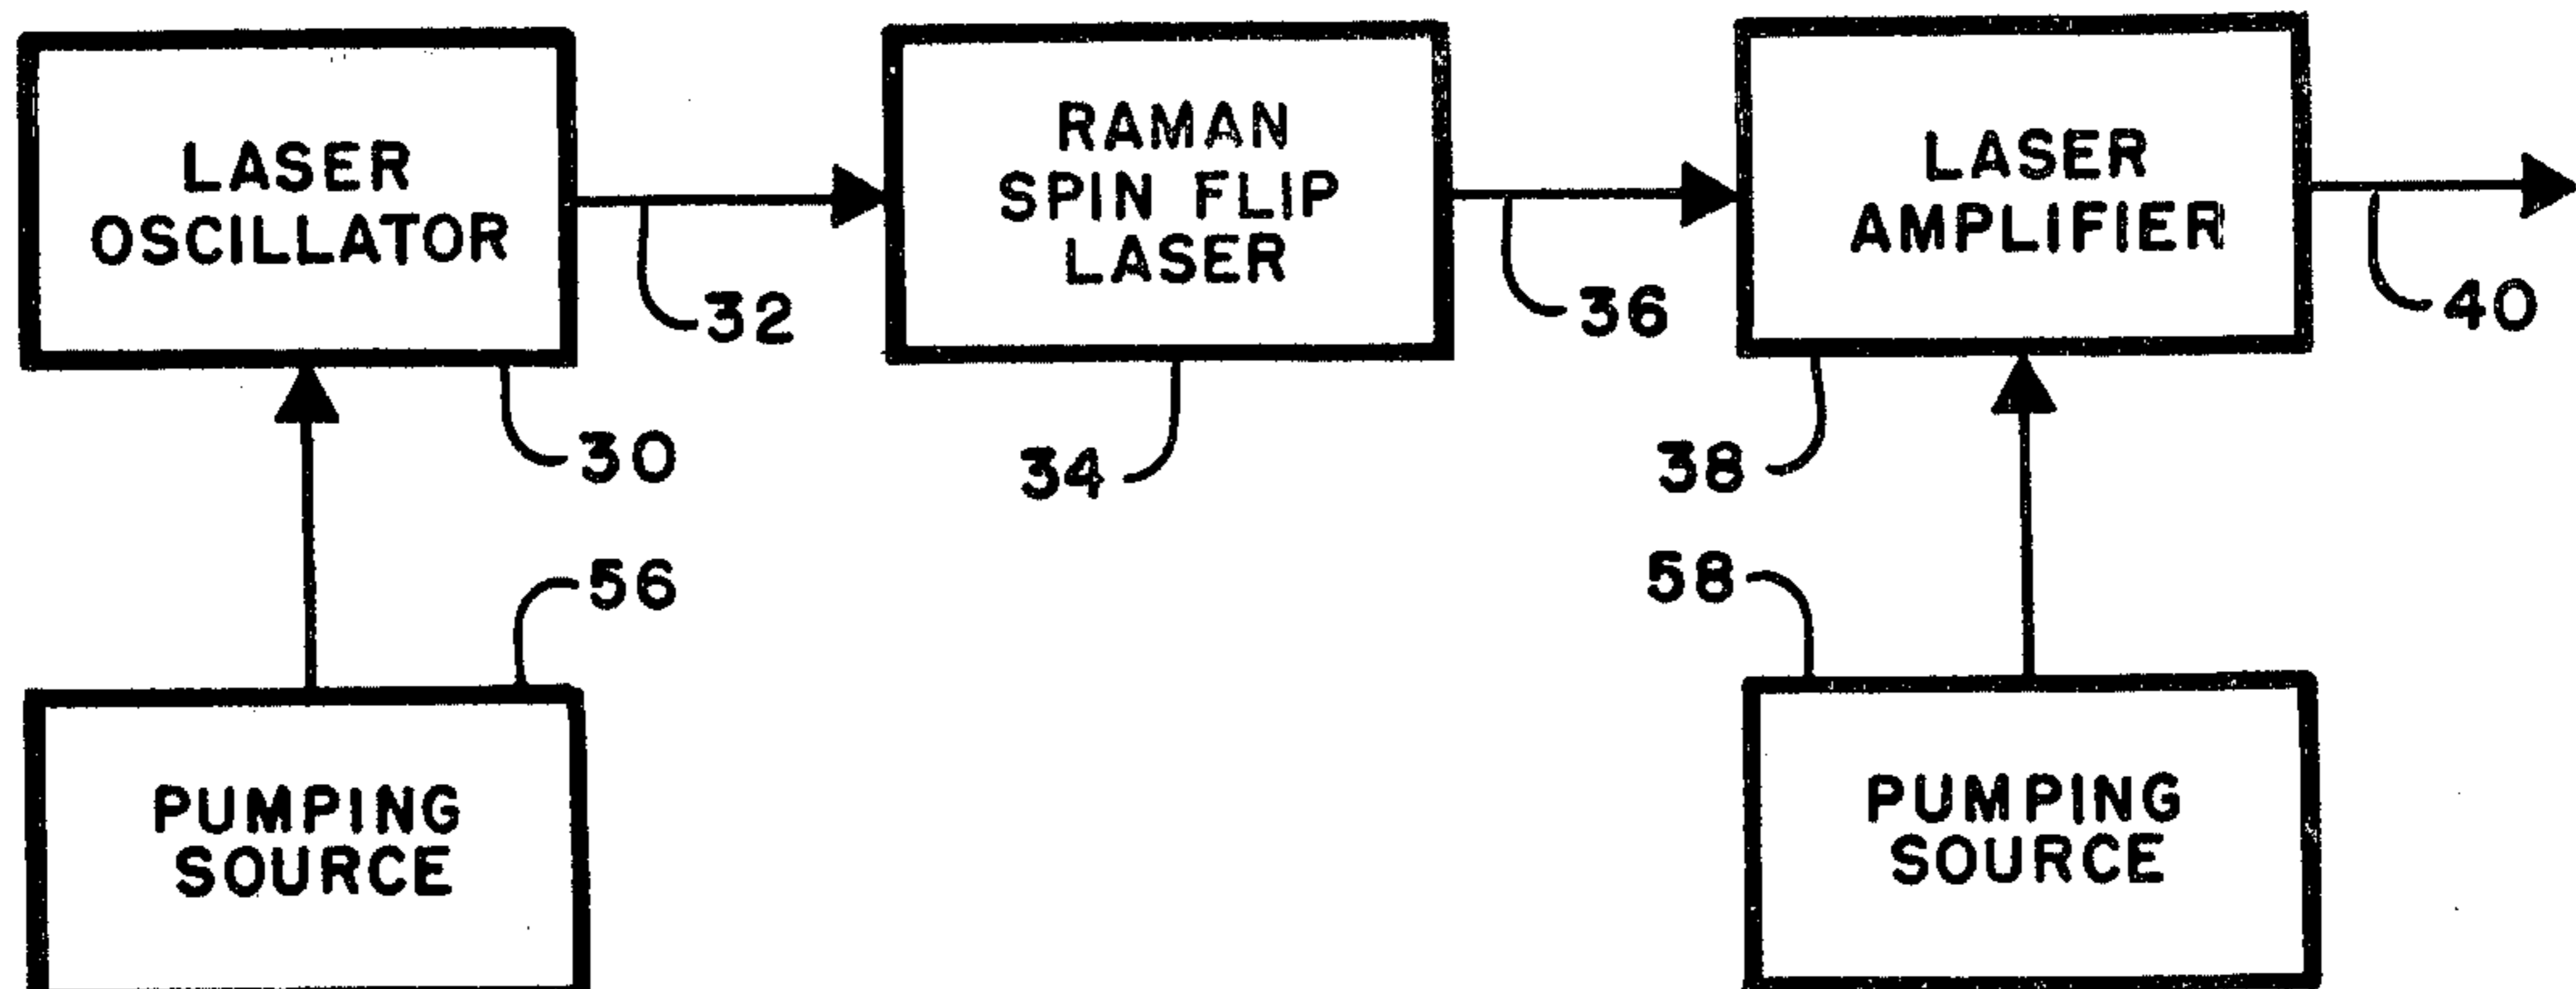 LASER
OSCILLATOR
RAMAN
SPIN FLIP
LASER
LASER
AMPLIFIER
32
36
40
30
34
38
56
58
PUMPING
SOURCE
PUMPING
SOURCE